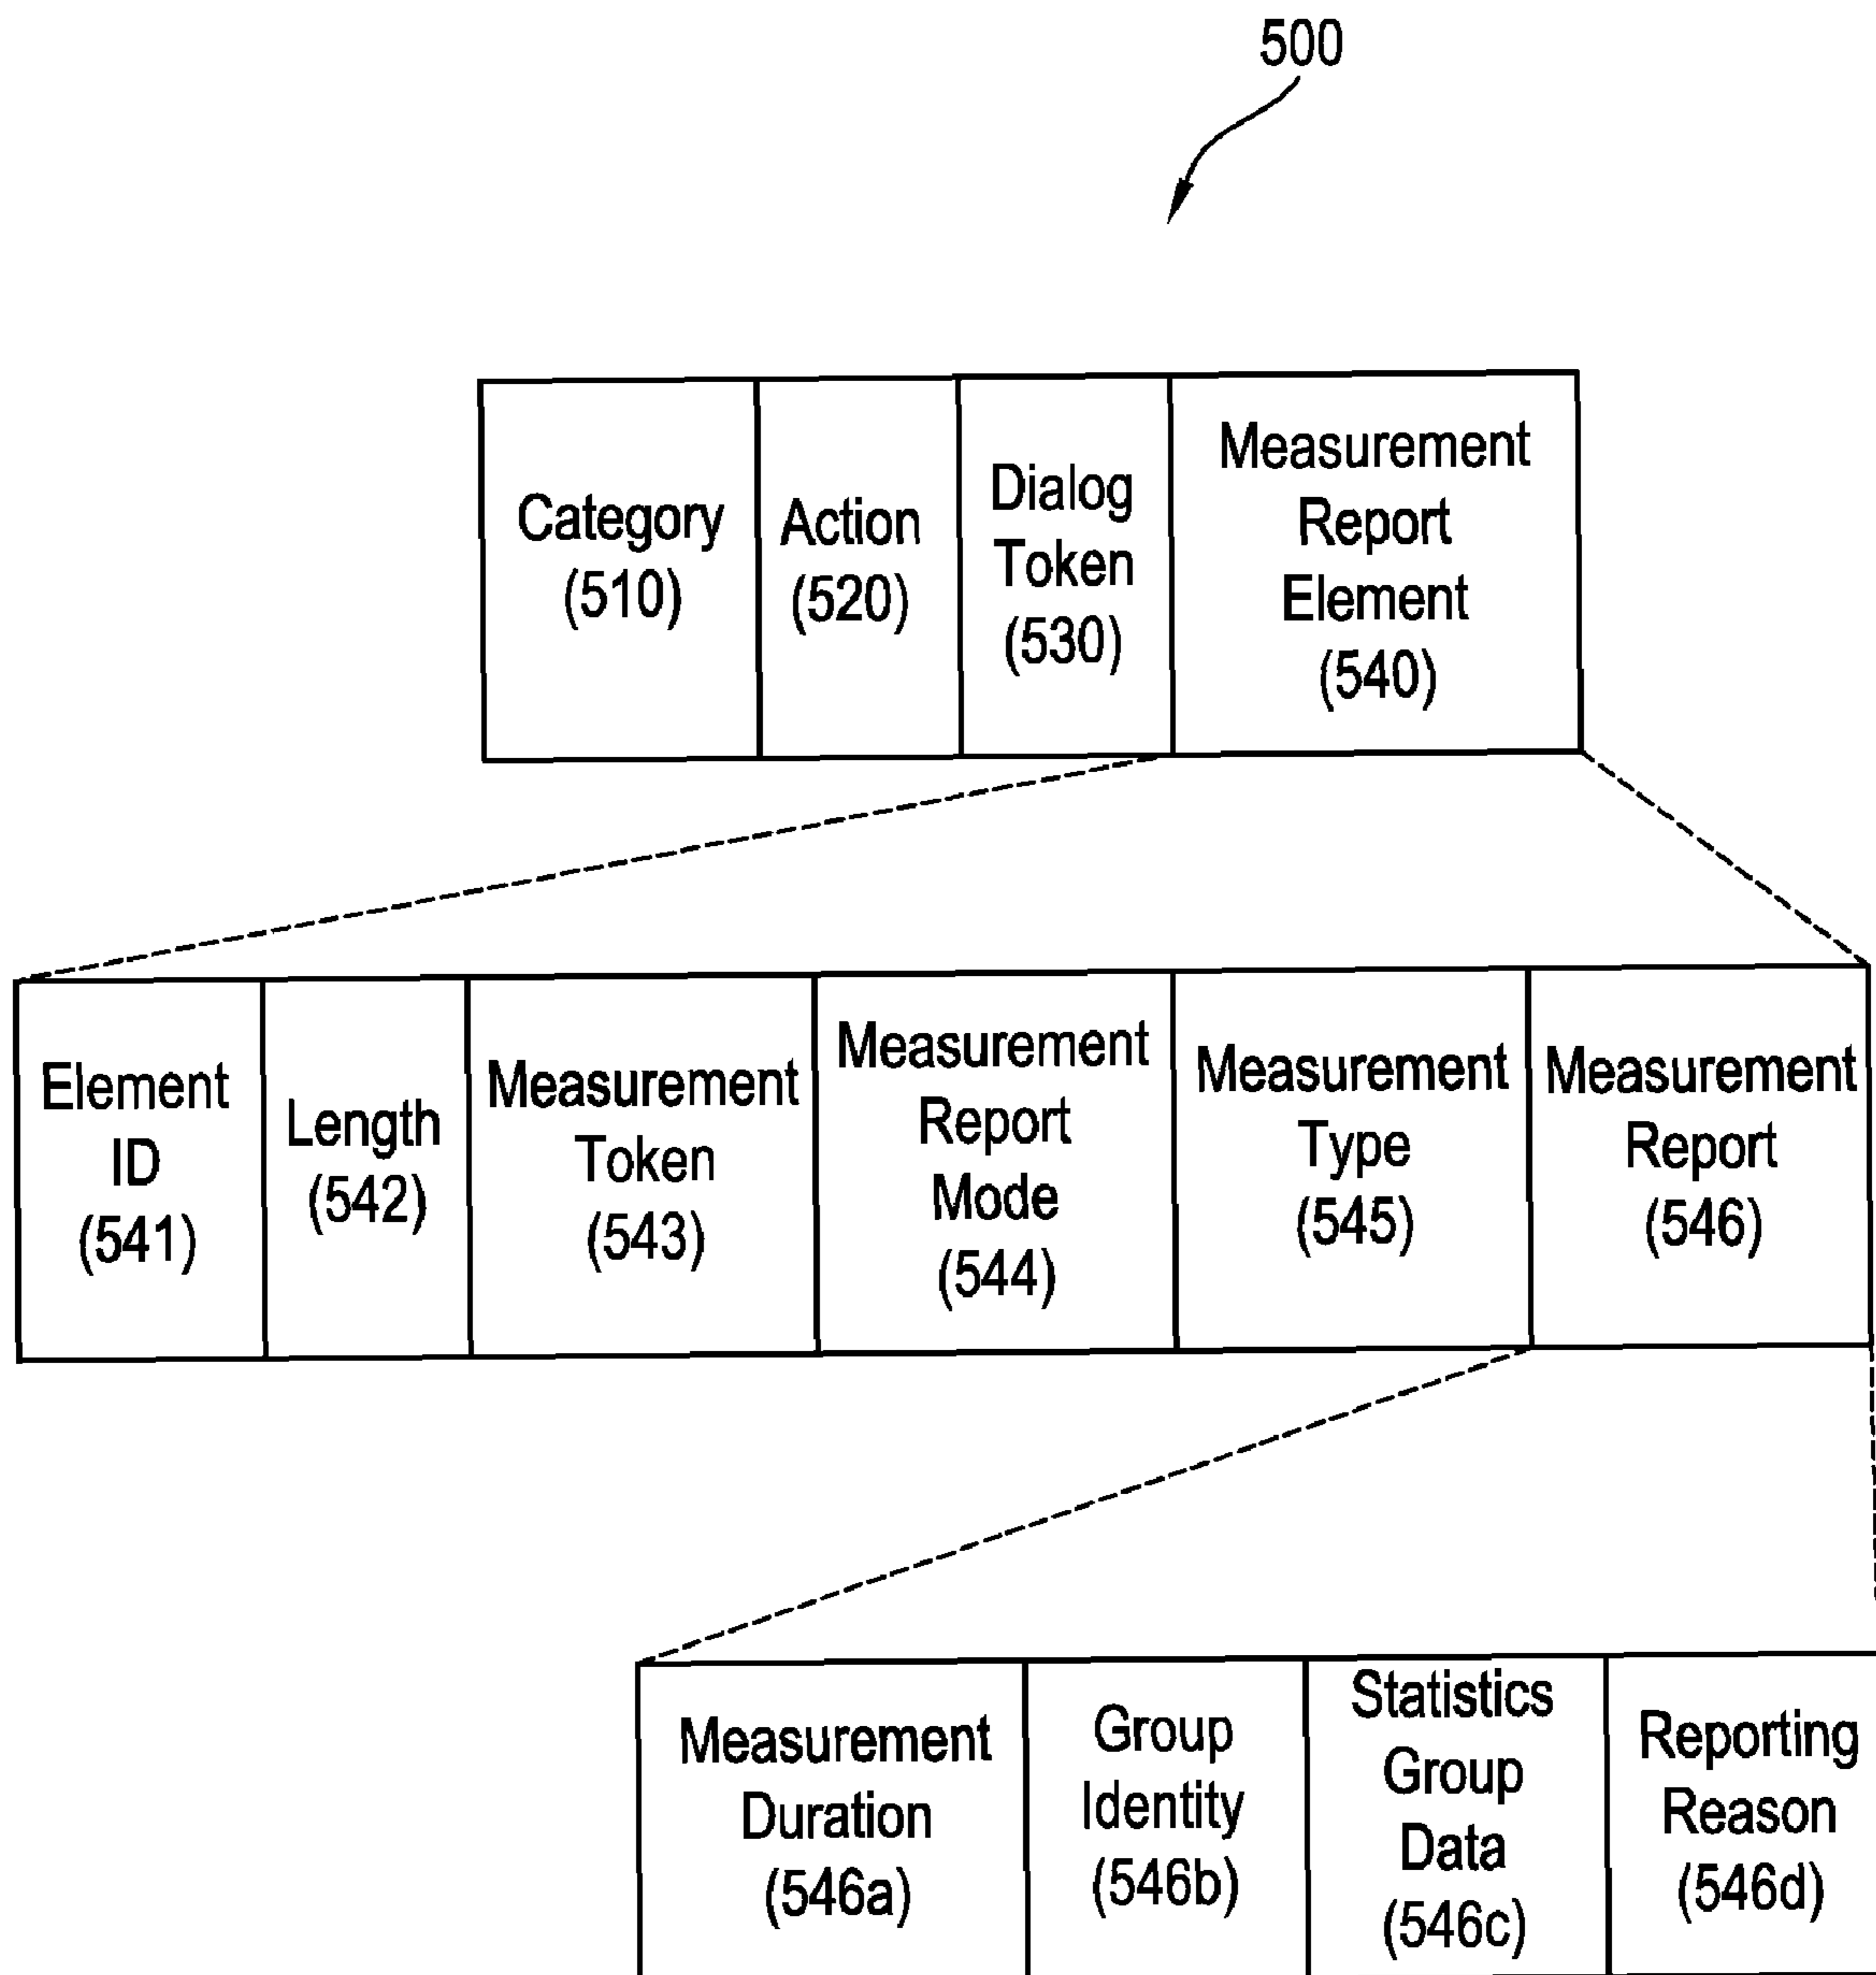 500
Category
(510)
Action
(520)
Dialog
Token
(530)
Measurement
Report
Element
(540)
Element
ID
(541)
Length
(542)
Measurement
Token
(543)
Measurement
Report
Mode
(544)
Measurement
Type
(545)
Measurement
Report
(546)
Measurement
Duration
(546a)
Group
Identity
(546b)
Statistics
Group
Data
(546c)
Reporting
Reason
(546d)